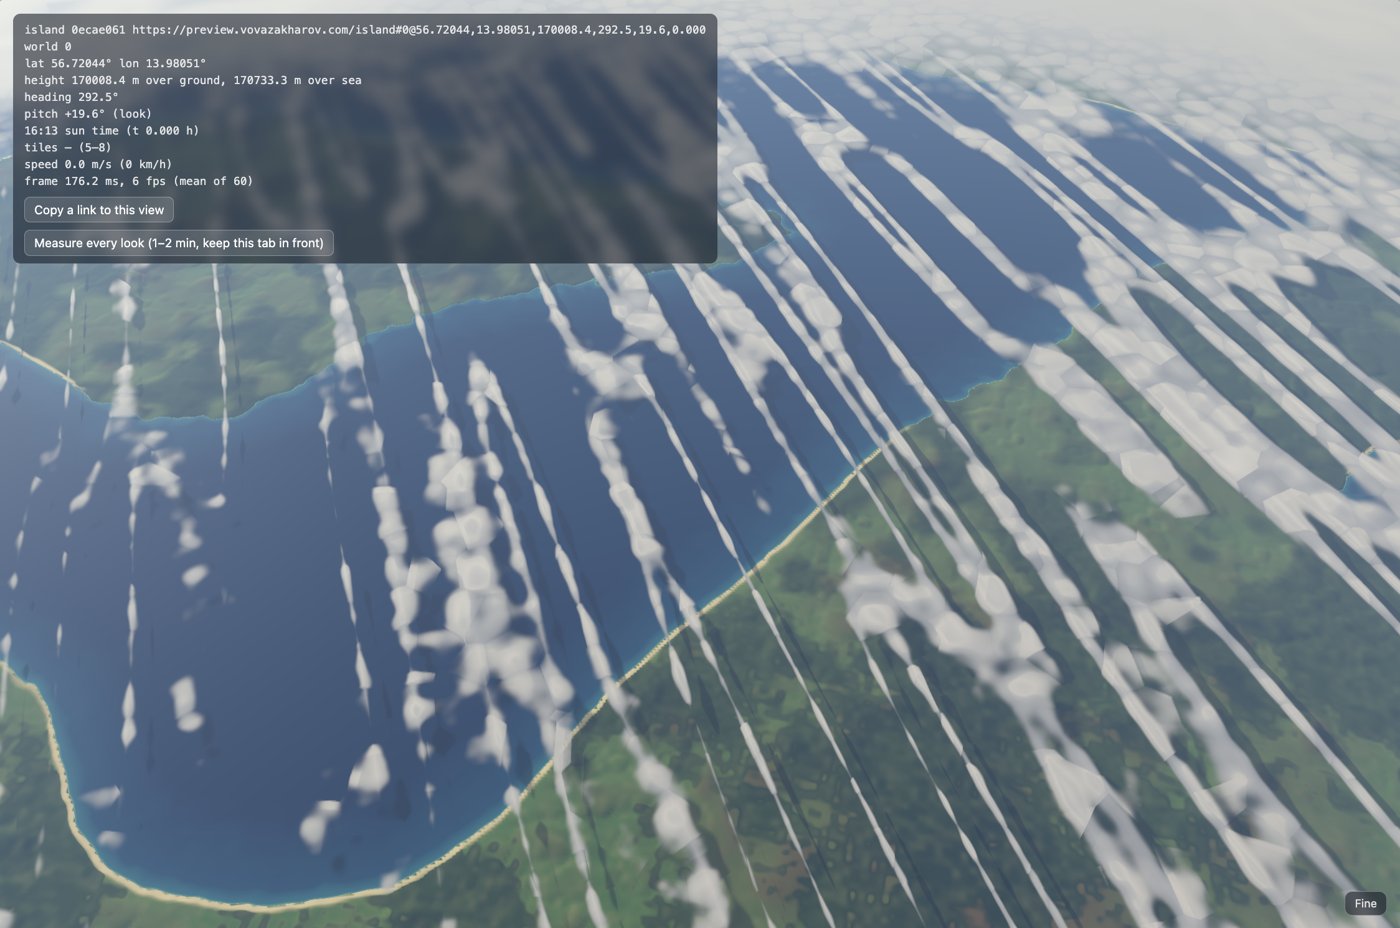 island 0ecae061 https://preview.vovazakharov.com/island#0@56.72044,13.98051,170008.4,292.5,19.6,0.000
world 0
lat 56.72044° lon 13.98051°
height 170008.4 m over ground, 170733.3 m over sea
heading 292.5°
pitch +19.6° (look)
16:13 sun time (t 0.000 h)
tiles — (5–8)
speed 0.0 m/s (0 km/h)
frame 176.2 ms, 6 fps (mean of 60)
Copy a link to this view
Measure every look (1–2 min, keep this tab in front)
Fine